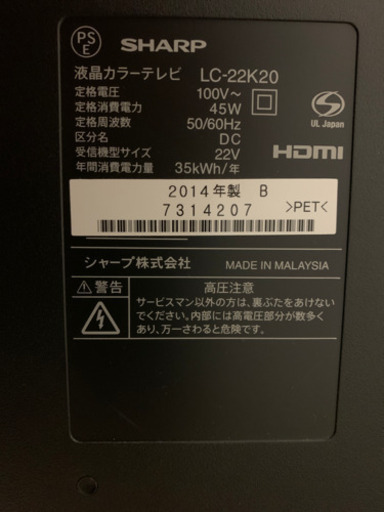 PS
E
SHARP
液晶カラーテレビ LC-22K20
定格電圧 100V~
定格消費電力 45W
定格周波数 50/60Hz
区分名 DC
受信機型サイズ 22V
年間消費電力量 35kWh/年
S
UL Japan
HDMI
2014年製 B
7314207
>PET<
シャープ株式会社 MADE IN MALAYSIA
警告 高圧注意
サービスマン以外の方は、裏ぶたをあけない
でください。内部には高電圧部分が数多く
あり、万一さわると危険です。